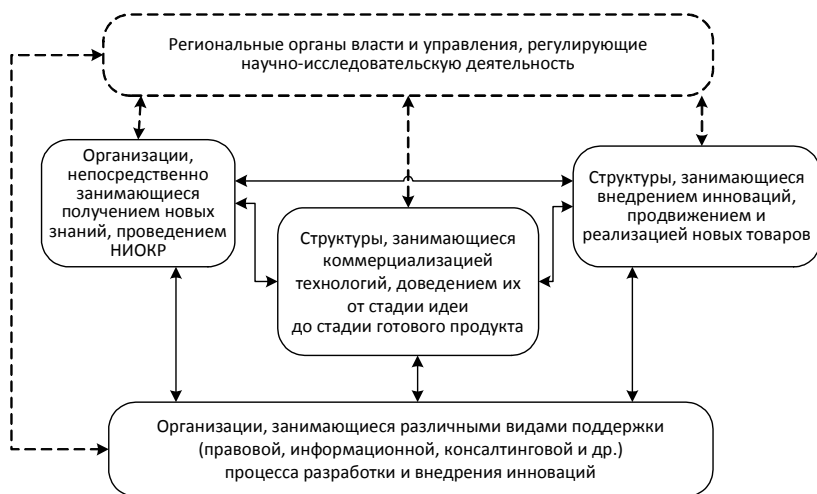 Региональные органы власти и управления, регулирующие
научно-исследовательскую деятельность
Организации,
непосредственно
занимающиеся
получением новых
знаний, проведением
НИОКР
Структуры, занимающиеся
коммерциализацией
технологий, доведением их
от стадии идеи
до стадии готового продукта
Структуры, занимающиеся
внедрением инноваций,
продвижением и
реализацией новых товаров
Организации, занимающиеся различными видами поддержки
(правовой, информационной, консалтинговой и др.)
процесса разработки и внедрения инноваций